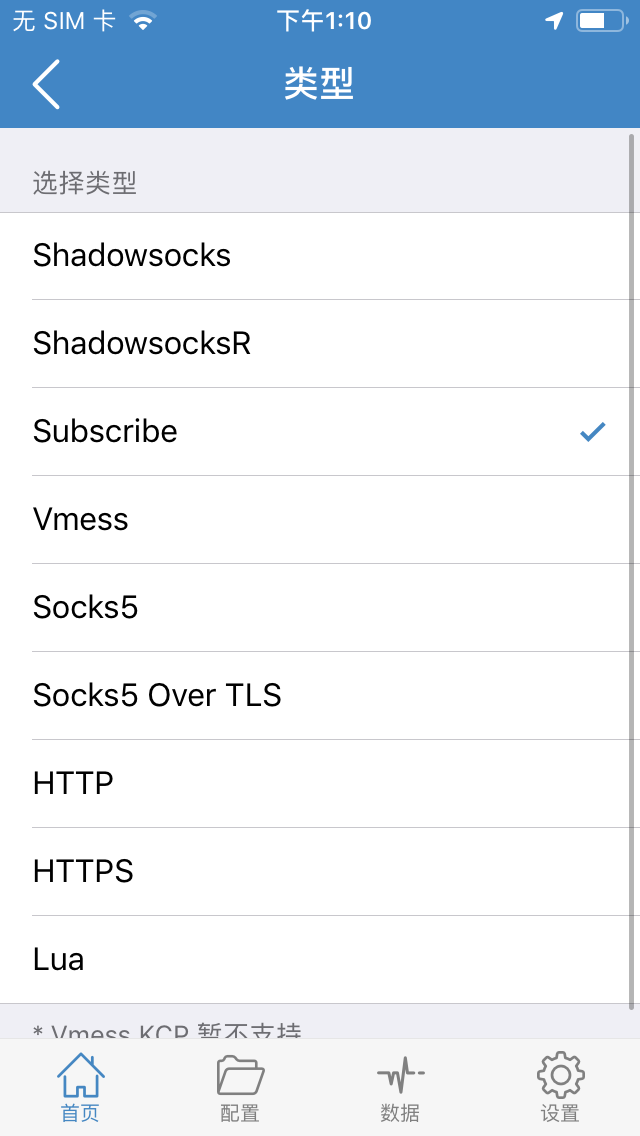 无 SIM 卡 下午1:10
类型
选择类型
Shadowsocks
ShadowsocksR
Subscribe
Vmess
Socks5
Socks5 Over TLS
HTTP
HTTPS
Lua
* Vmess KCP 暂不支持
首页 配置 数据 设置